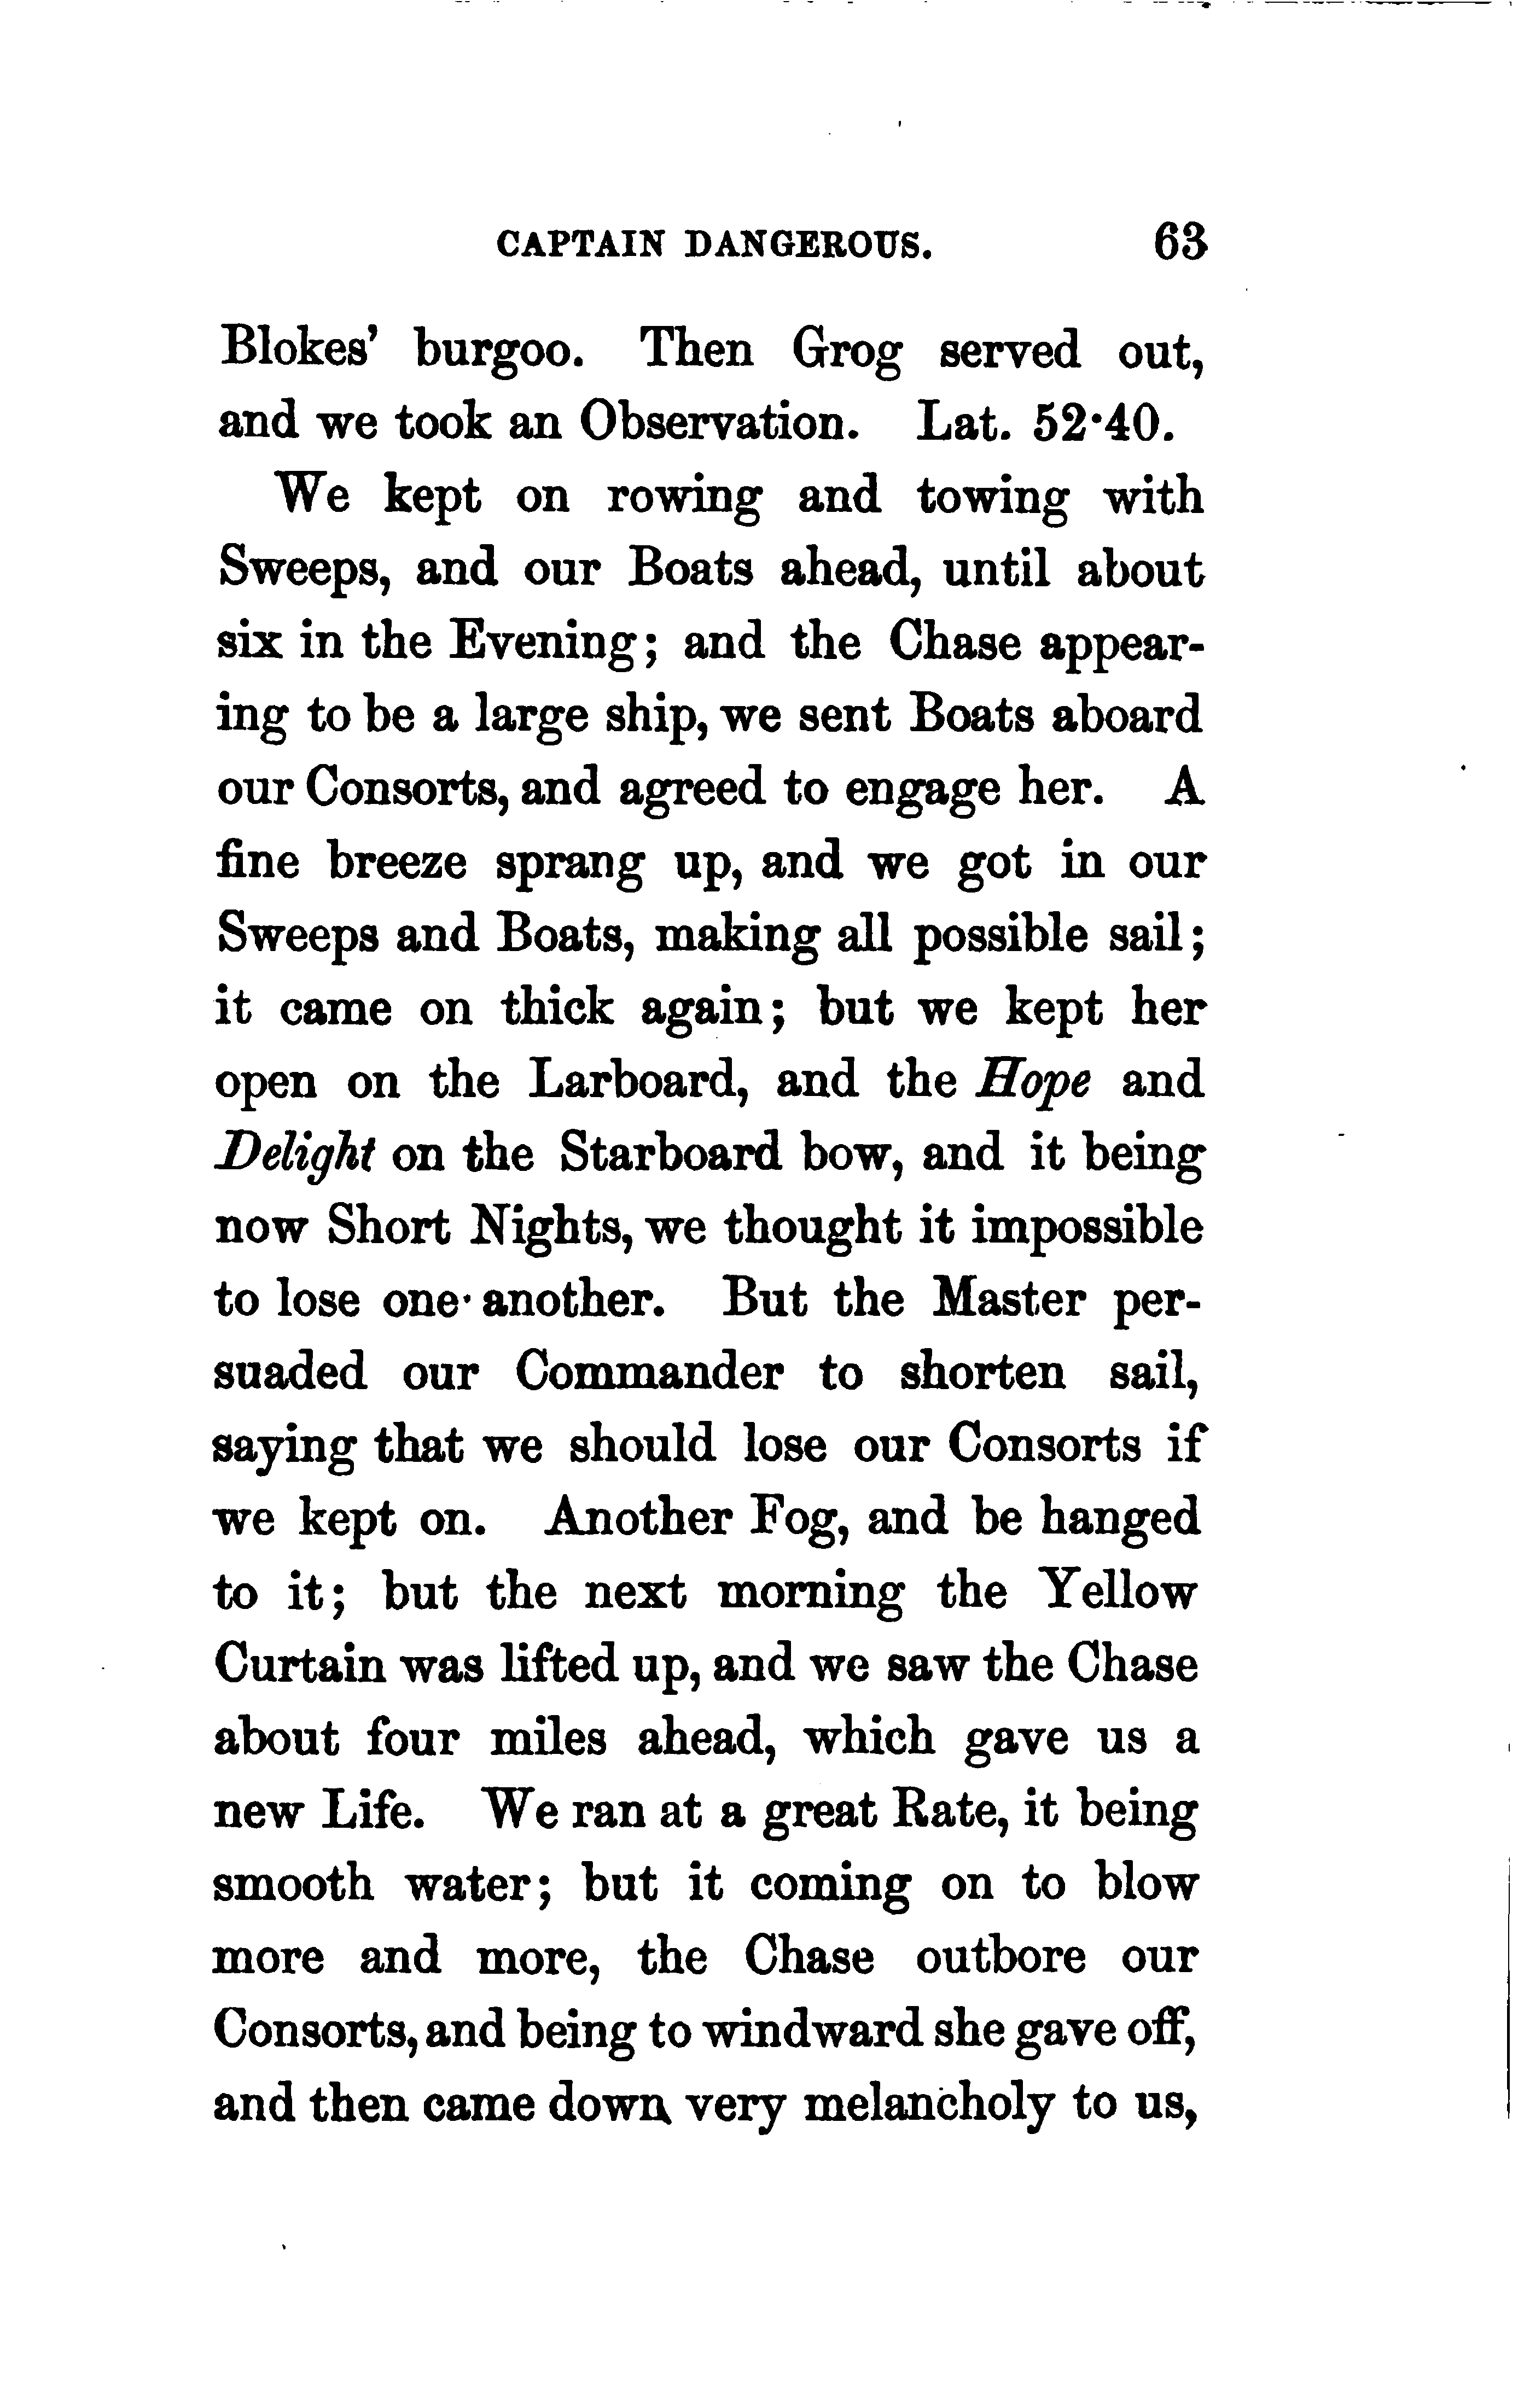 CAPTAIN DANGEROUS. 63
Blokes' burgoo. Then Grog served out,
and we took an Observation. Lat. 52·40.
We kept on rowing and towing with
Sweeps, and our Boats ahead, until about
six in the Evening; and the Chase appear-
ing to be a large ship, we sent Boats aboard
our Consorts, and agreed to engage her. A
fine breeze sprang up, and we got in our
Sweeps and Boats, making all possible sail;
it came on thick again; but we kept her
open on the Larboard, and the Hope and
Delight on the Starboard bow, and it being
now Short Nights, we thought it impossible
to lose one another. But the Master per-
suaded our Commander to shorten sail,
saying that we should lose our Consorts if
we kept on. Another Fog, and be hanged
to it; but the next morning the Yellow
Curtain was lifted up, and we saw the Chase
about four miles ahead, which gave us a
new Life. We ran at a great Rate, it being
smooth water; but it coming on to blow
more and more, the Chase outbore our
Consorts, and being to windward she gave off,
and then came down very melancholy to us,